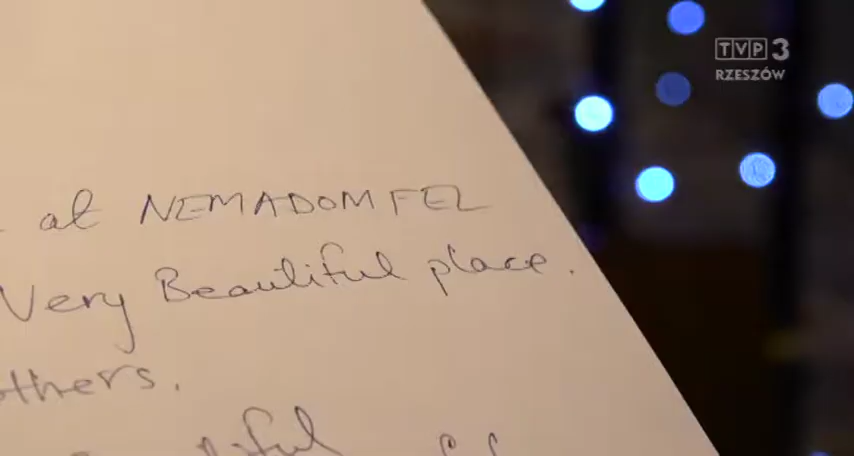 TVP3
RZESZÓW
at NEMADOMFEL
Very Beautiful place.
others.